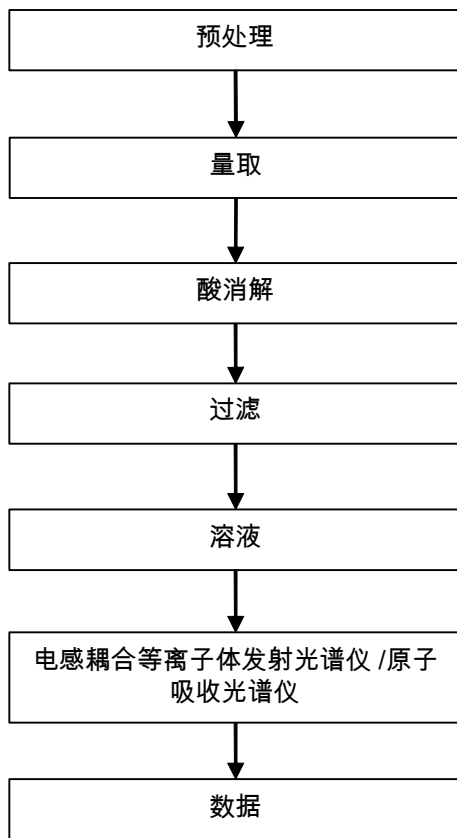 预处理
量取
酸消解
过滤
溶液
电感耦合等离子体发射光谱仪 /原子
吸收光谱仪
数据